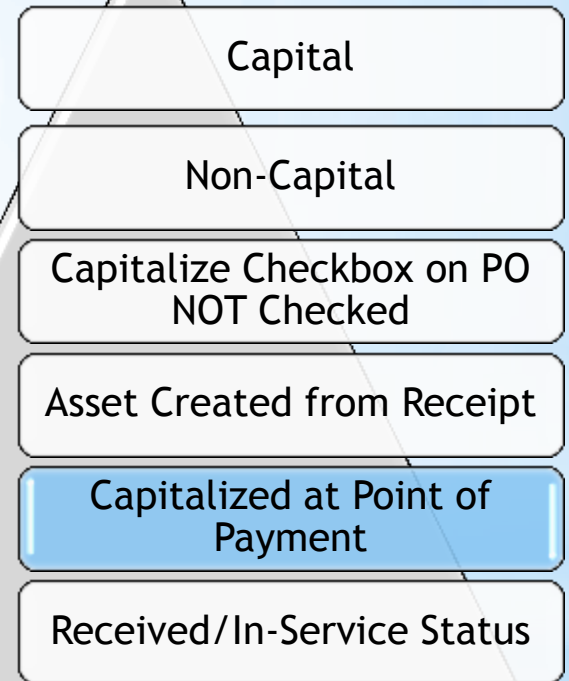 Capital
Non-Capital
Capitalize Checkbox on PO
NOT Checked
Asset Created from Receipt
Capitalized at Point of
Payment
Received/In-Service Status